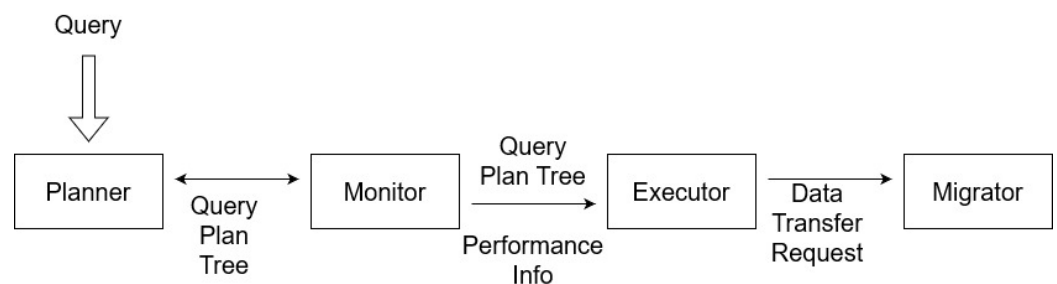 Query
Planner
Query
Plan
Tree
Monitor
Query
Plan Tree
Performance
Info
Executor
Data
Transfer
Request
Migrator